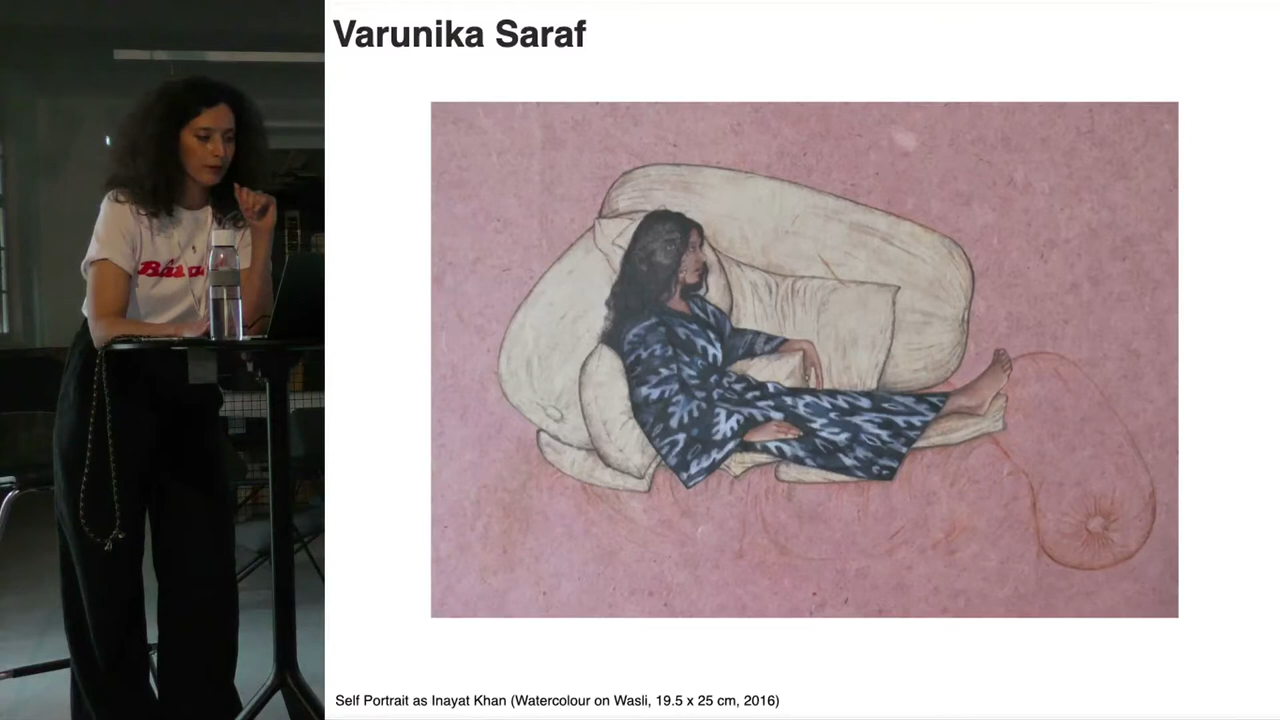 Varunika Saraf
Self Portrait as Inayat Khan (Watercolour on Wasli, 19.5 x 25 cm, 2016)